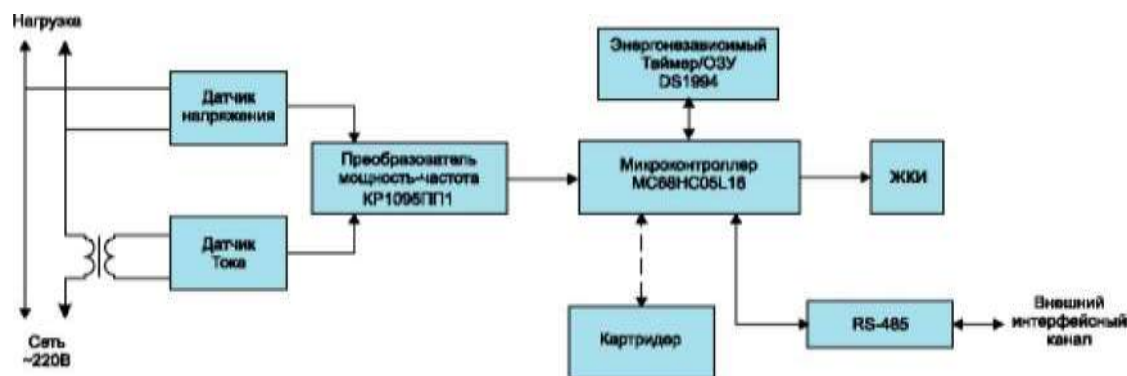 Нагрузка
Датчик
напряжения
Преобразователь
мощность-частота
КР1095ПП1
Датчик
Тока
Сеть
~220В
Энергонезависимый
Таймер/ОЗУ
DS1994
Микроконтроллер
MC68HC05L16
ЖКИ
Картридер
RS-485
Внешний
интерфейсный
канал